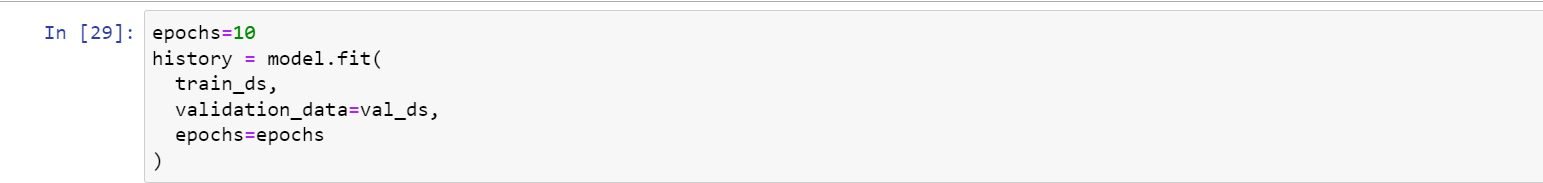 In [29]: epochs=10
history = model.fit(
  train_ds,
  validation_data=val_ds,
  epochs=epochs
)